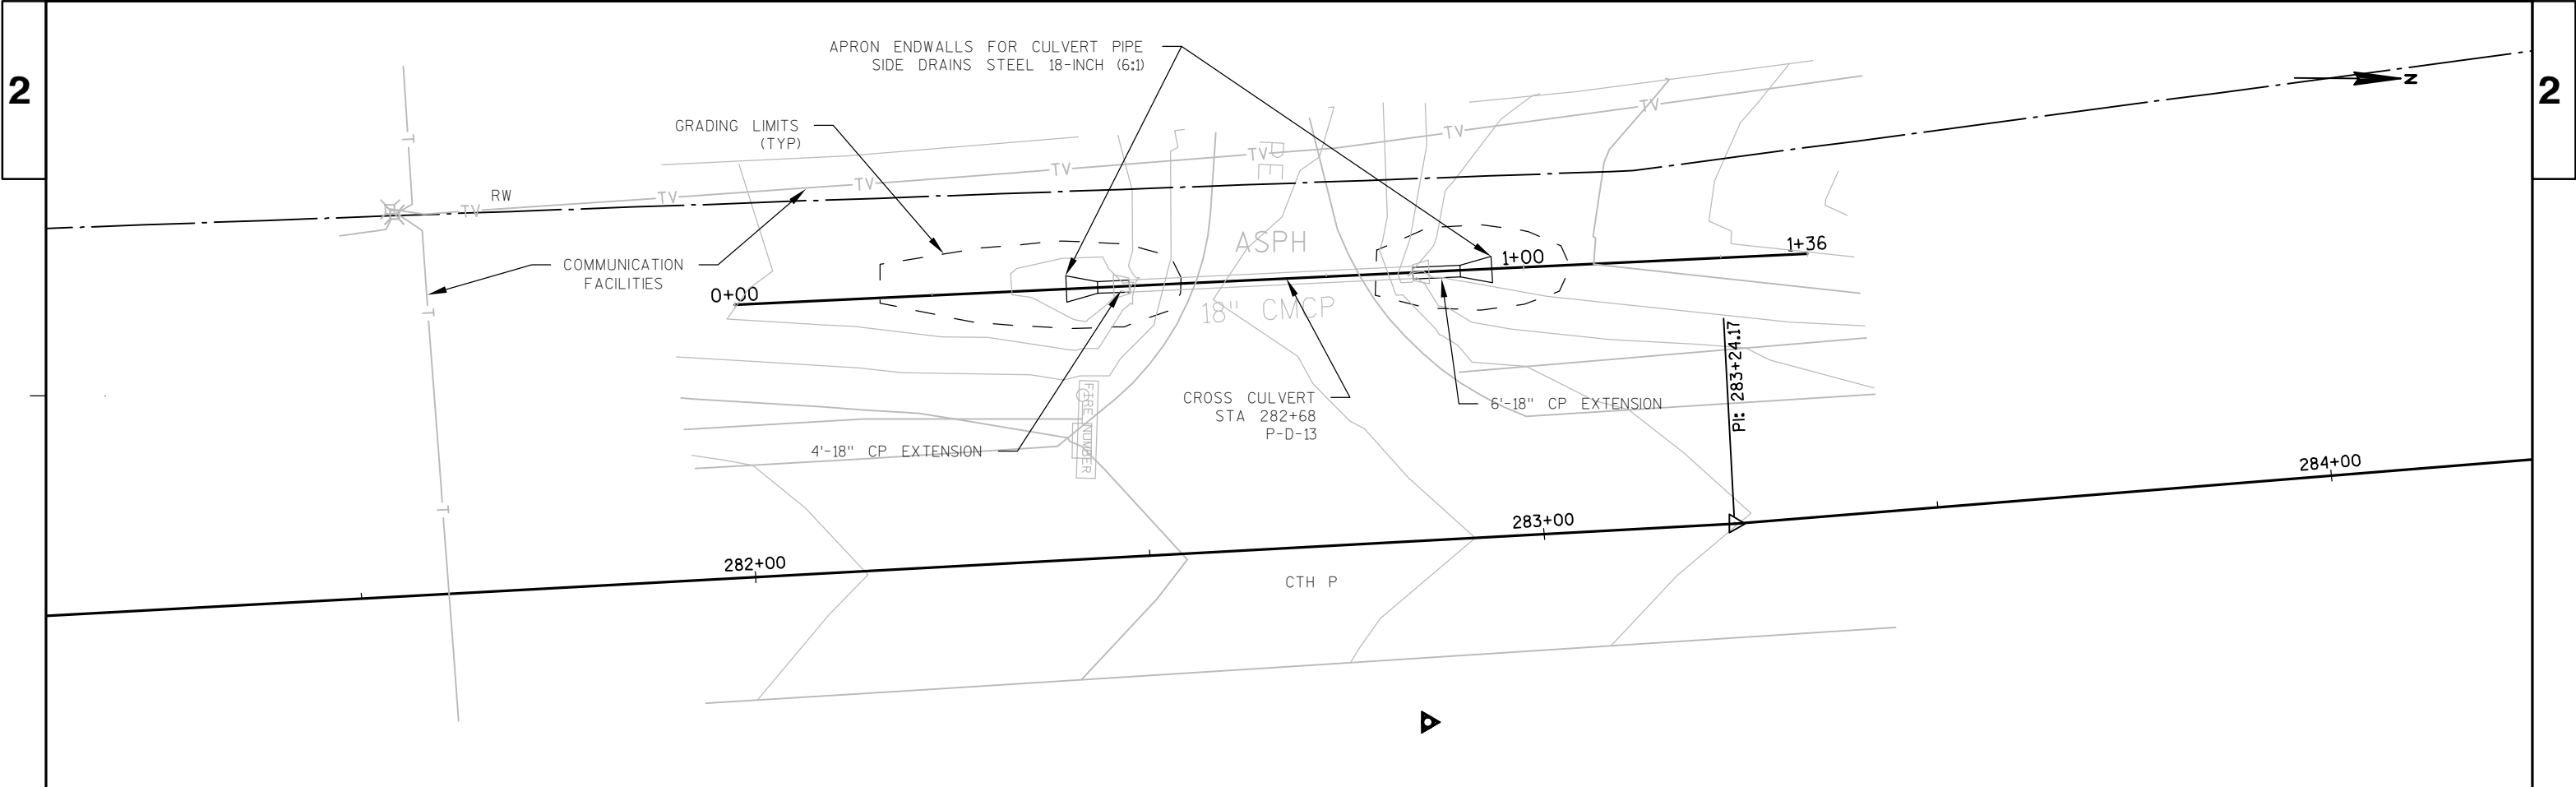 2
2
APRON ENDWALLS FOR CULVERT PIPE
SIDE DRAINS STEEL 18-INCH (6:1)
N
GRADING LIMITS
(TYP)
TV
TV
TV
TV
TV
TV
TV
T
T
T
RW
PE
ASPH
COMMUNICATION
FACILITIES
0+00
1+00
1+36
18" CMCP
CROSS CULVERT
STA 282+68
P-D-13
6'-18" CP EXTENSION
4'-18" CP EXTENSION
FIRE NUMBER
PI: 283+24.17
282+00
283+00
284+00
CTH P